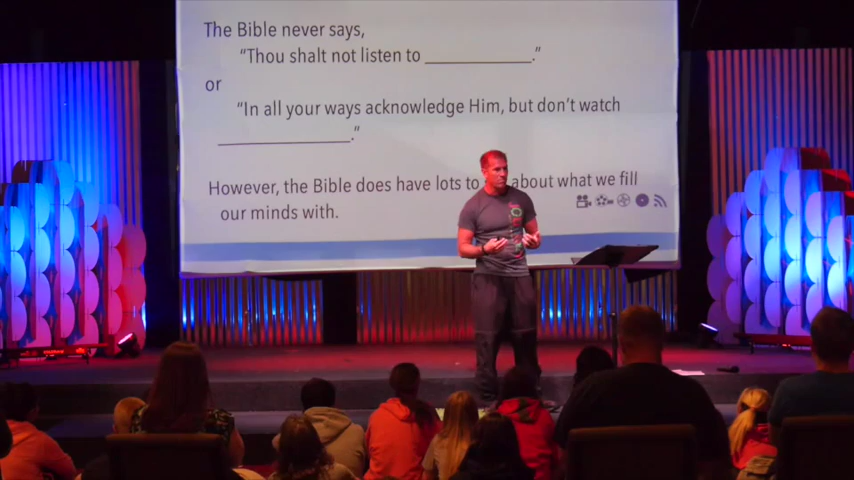 The Bible never says,
“Thou shalt not listen to ____________.”
or
“In all your ways acknowledge Him, but don’t watch
_______________.”
However, the Bible does have lots to about what we fill
our minds with.